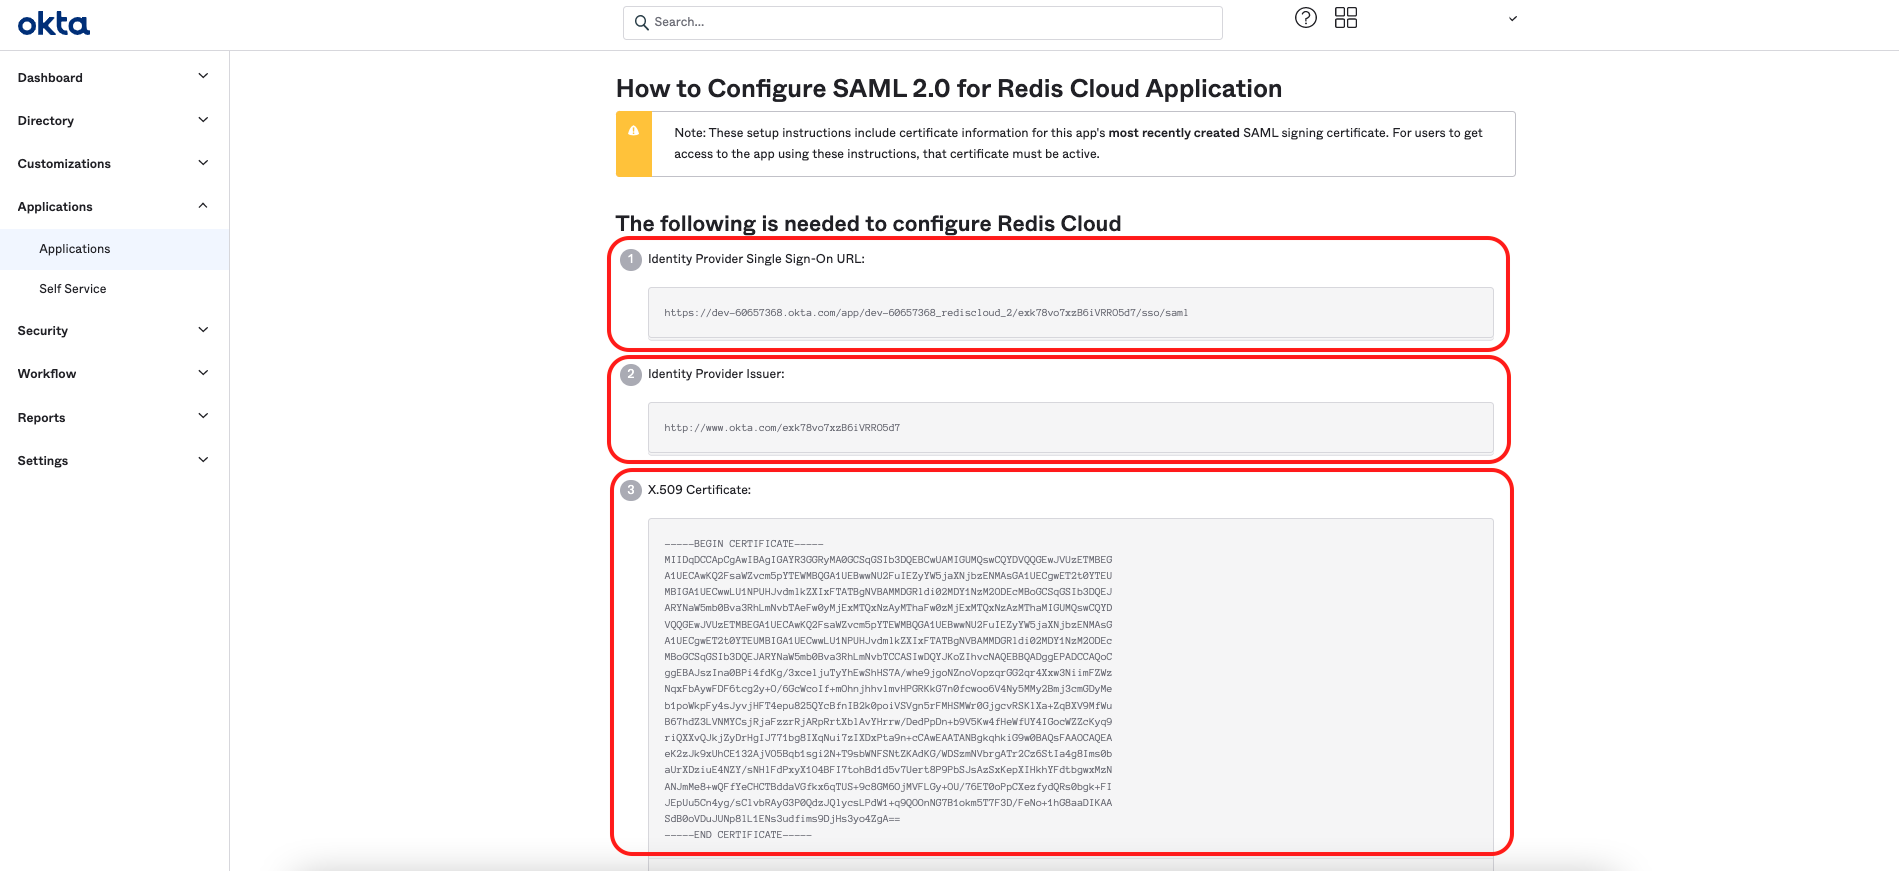 okta
Search...
Dashboard
Directory
Customizations
Applications
Applications
Self Service
Security
Workflow
Reports
Settings
How to Configure SAML 2.0 for Redis Cloud Application
Note: These setup instructions include certificate information for this app's most recently created SAML signing certificate. For users to get
access to the app using these instructions, that certificate must be active.
The following is needed to configure Redis Cloud
1 Identity Provider Single Sign-On URL:
https://dev-60657368.okta.com/app/dev-60657368_rediscloud_2/exk78vo7xzB6iVRRO5d7/sso/saml
2 Identity Provider Issuer:
http://www.okta.com/exk78vo7xzB6iVRRO5d7
3 X.509 Certificate:
-----BEGIN CERTIFICATE-----
MIIDqDCCApCgAwIBAgIGAYR3GGRyMA0GCSqGSIb3DQEBCwUAMIGUMQswCQYDVQQGEwJVUzETMBEG
A1UECAwKQ2FsaWZvcm5pYTEWMBQGA1UEBwwNU2FuIEZyYW5jaXNjbzENMAsGA1UECgwET2t0YTEU
MBIGA1UECwwLU1NPUHJvdmlkZXIxFTATBgNVBAMMDGRldi02MDY1NzM2ODEcMBoGCSqGSIb3DQEJ
ARYNaW5mb0Bva3RhLmNvbTAeFw0yMjExMTQxNzAyMThaFw0zMjExMTQxNzAzMThaMIGUMQswCQYD
VQQGEwJVUzETMBEGA1UECAwKQ2FsaWZvcm5pYTEWMBQGA1UEBwwNU2FuIEZyYW5jaXNjbzENMAsG
A1UECgwET2t0YTEUMBIGA1UECwwLU1NPUHJvdmlkZXIxFTATBgNVBAMMDGRldi02MDY1NzM2ODEc
MBoGCSqGSIb3DQEJARYNaW5mb0Bva3RhLmNvbTCCASIwDQYJKoZIhvcNAQEBBQADggEPADCCAQoC
ggEBAJszIna0BPi4fdKg/3xceljuTyYhEwShHS7A/whe9jgoNZnoVopzqrGG2qr4Xxw3NiimFZWz
NqxFbAywFDF6tcg2y+O/6GcWcoIf+mOhnjhhvlmvHPGRKkG7n0fcwoo6V4Ny5MMy2Bmj3cmGDyMe
b1poWkpFy4sJyvjHFT4epu825QYcBfnIB2k0poiVSVgn5rFMHSMWr0GjgcvRSKlXa+ZqBXV9MfWu
B67hdZ3LVNMYCsjRjaFzzrRjARpRrtXblAvYHrrw/DedPpDn+b9V5Kw4fHeWfUY4IGocWZZcKyq9
riQXXvQJkjZyDrHgIJ771bg8IXqNui7zIXDxPta9n+cCAwEAATANBgkqhkiG9w0BAQsFAAOCAQEA
eK2zJk9xUhCE132AjVO5Bqb1sgi2N+T9sbWNFSNtZKAdKG/WDSzmNVbrgATr2Cz6StIa4g8Ims0b
aUrXDziuE4NZY/sNHlFdPxyX104BFI7tohBd1d5v7Uert8P9PbSJsAzSxKepXIHkhYFdtbgwxMzN
ANJmMe8+wQFfYeCHCTBddaVGfkx6qTUS+9c8GM6OjMVFLGy+OU/76ET0oPpCXezfydQRs0bgk+FI
JEpUu5Cn4yg/sClvbRAyG3P0QdzJQlycsLPdW1+q9QOOnNG7B1okm5T7F3D/FeNo+1hG8aaDIKAA
SdB0oVDuJUNp8lL1ENs3udfims9DjHs3yo4ZgA==
-----END CERTIFICATE-----